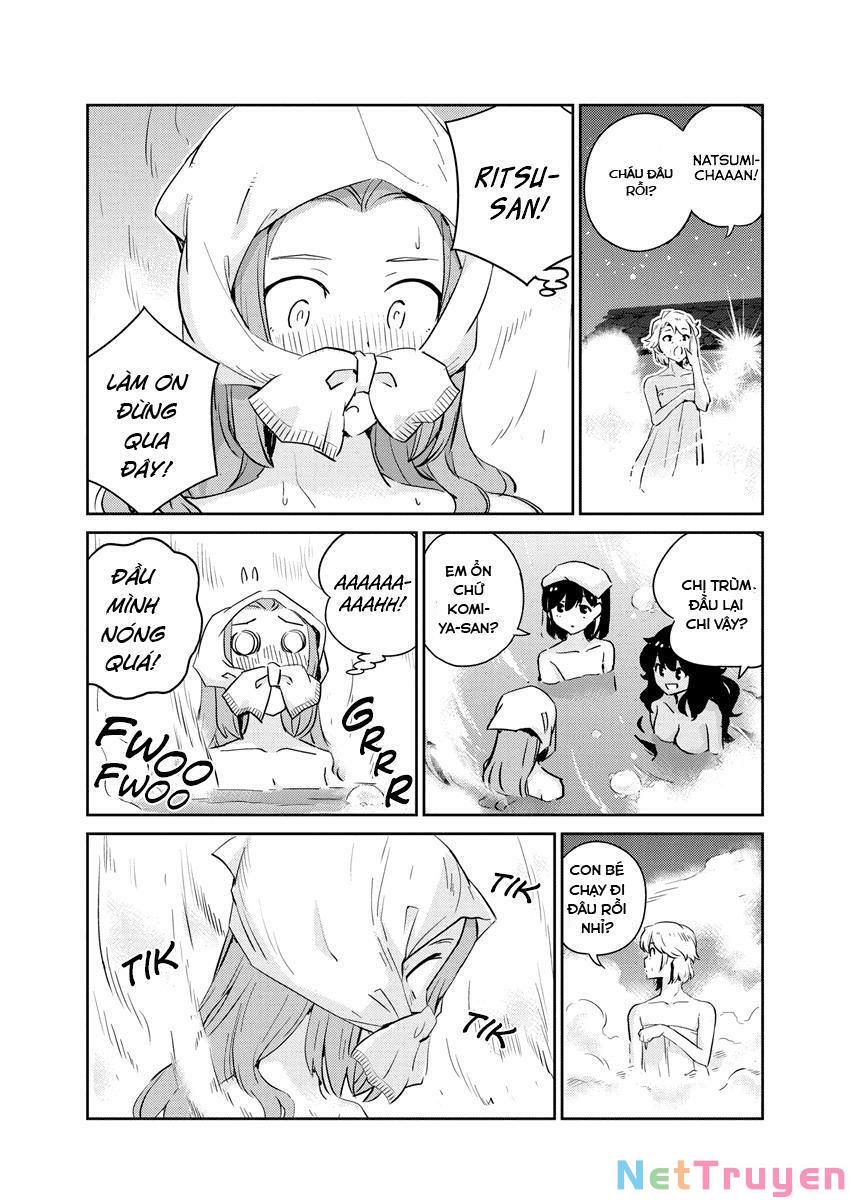 NATSUMI-
CHAAAN!
CHÁU ĐÂU
RỒI?
RITSU-
SAN!
LÀM ƠN
ĐỪNG
QUA
ĐÂY!
CHỊ TRÙM
ĐẦU LẠI
CHI VẬY?
EM ỔN
CHỨ
KOMI-
YA-SAN?
AAAAAA-
AAAHH!
ĐẦU
MÌNH
NÓNG
QUÁ!
GRRR
FWOO
FWOO
CON BÉ
CHẠY ĐI
ĐÂU RỒI
NHỈ?
TIK
TIK
TIK
NetTruyen